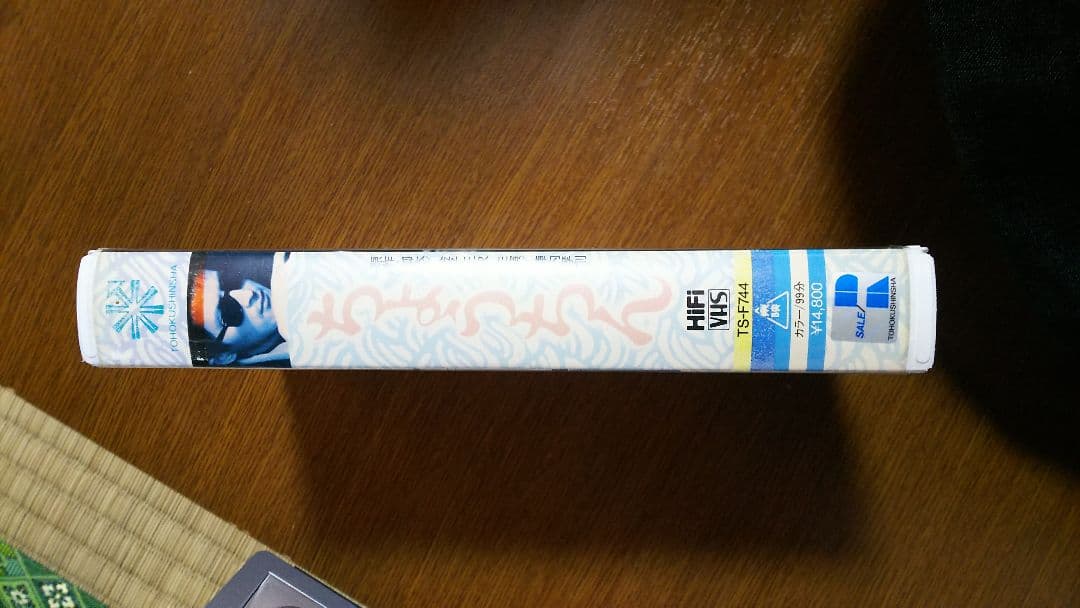 TOHOKUSHINSHA
ちょうちん
HiFi
VHS
TS-F744
カラー/99分
¥14,800
SALE
R
TOHOKUSHINSHA